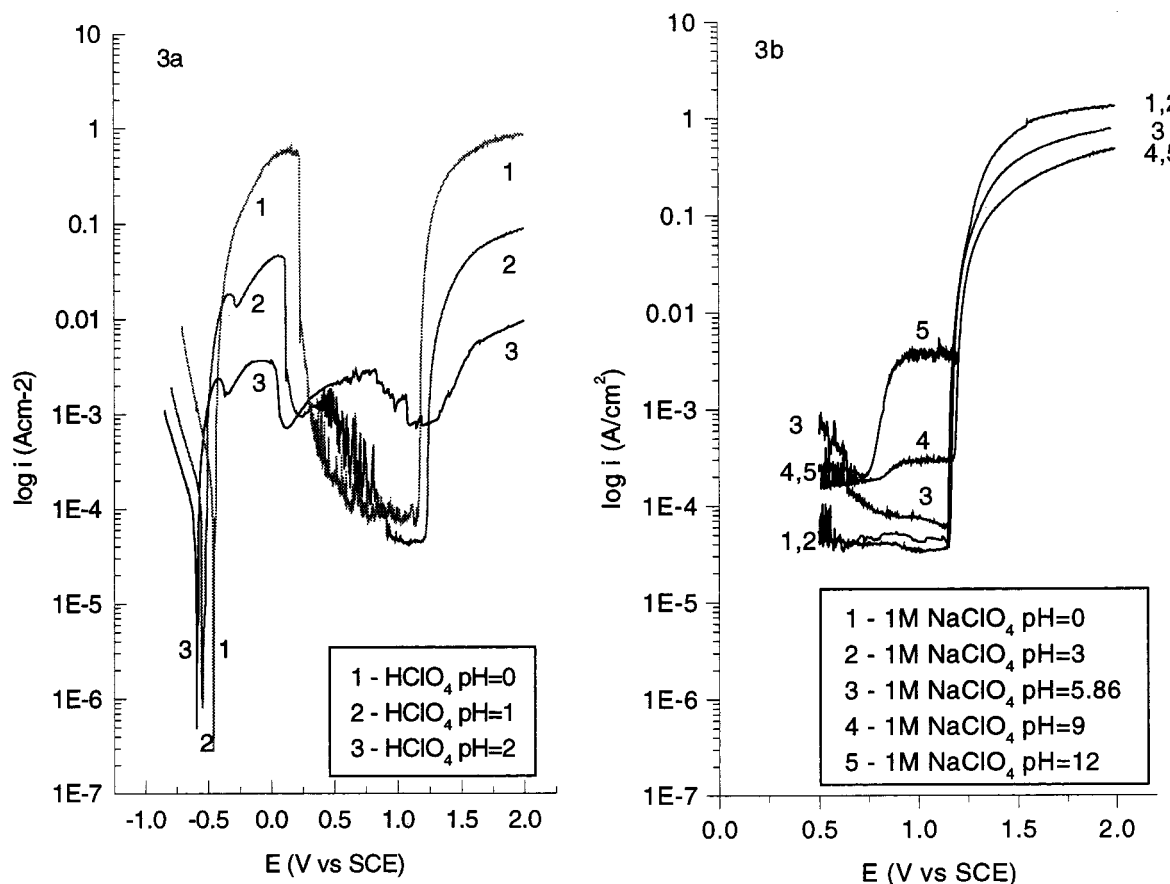 3a
10
1
0.1
0.01
1E-3
1E-4
1E-5
1E-6
1E-7
log i (Acm-2)
1
2
3
1
2
3
3
1
2
1 - HClO₄ pH=0
2 - HClO₄ pH=1
3 - HClO₄ pH=2
-1.0 -0.5 0.0 0.5 1.0 1.5 2.0
E (V vs SCE)
3b
10
1
0.1
0.01
1E-3
1E-4
1E-5
1E-6
1E-7
log i (A/cm²)
1,2
3
4,5
5
3
4
4,5
3
1,2
1 - 1M NaClO₄ pH=0
2 - 1M NaClO₄ pH=3
3 - 1M NaClO₄ pH=5.86
4 - 1M NaClO₄ pH=9
5 - 1M NaClO₄ pH=12
0.0 0.5 1.0 1.5 2.0
E (V vs SCE)